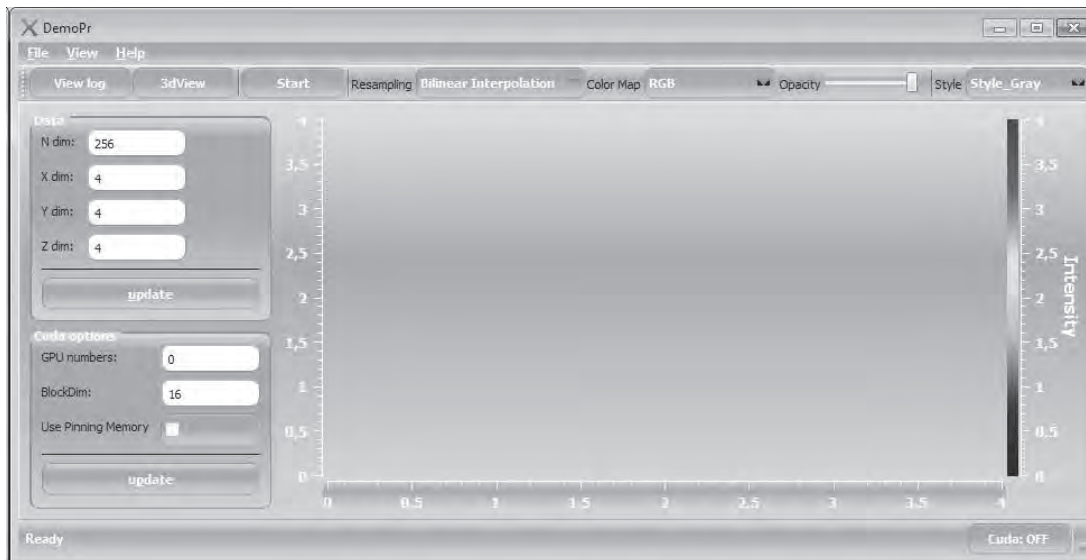 DemoPr
File View Help
View log 3dView Start Resampling Bilinear Interpolation Color Map RGB Opacity Style Style_Gray
Data
N dim: 256
X dim: 4
Y dim: 4
Z dim: 4
update
Cuda options
GPU numbers: 0
BlockDim: 16
Use Pinning Memory
update
4
3,5
3
2,5
2
1,5
1
0,5
0
0 0.5 1 1.5 2 2.5 3 3.5 4
4
3,5
3
2,5
2
1,5
1
0.5
0
Intensity
Ready
Cuda: OFF